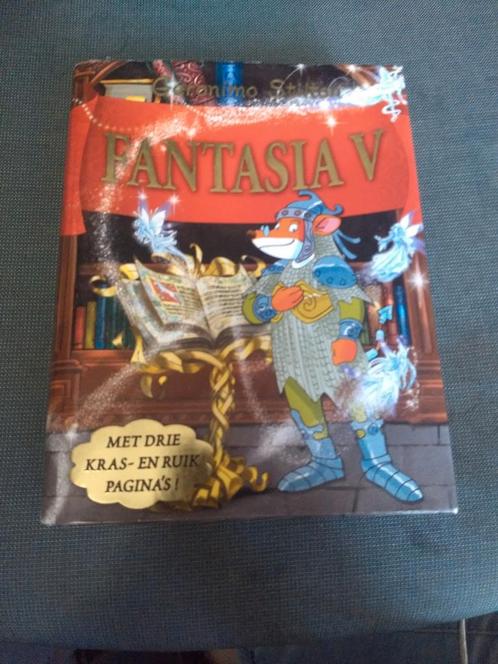 Geronimo Stilton
FANTASIA V
MET DRIE
KRAS- EN RUIK
PAGINA'S!